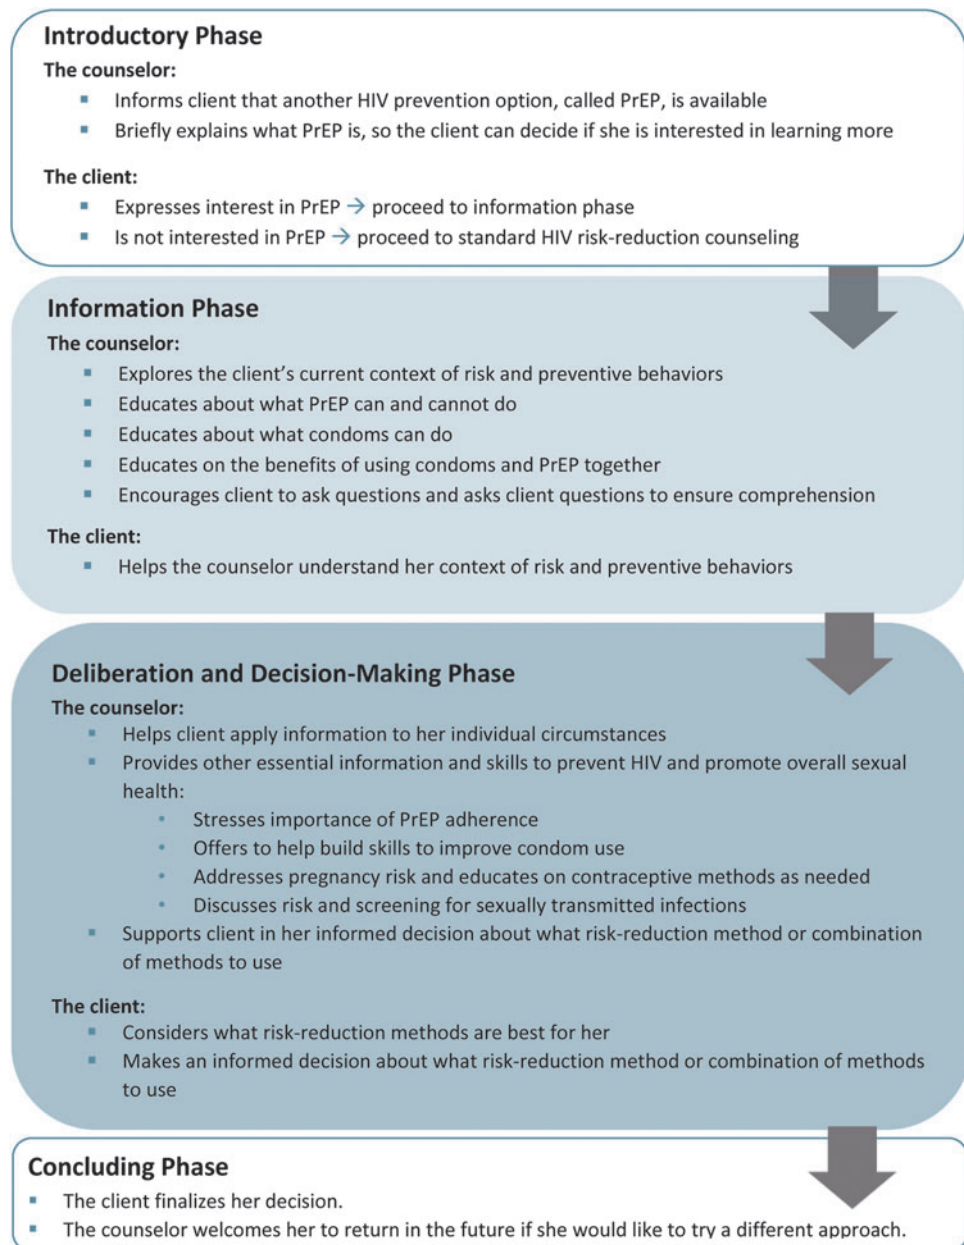 Introductory Phase
The counselor:
▪ Informs client that another HIV prevention option, called PrEP, is available
▪ Briefly explains what PrEP is, so the client can decide if she is interested in learning more
The client:
▪ Expresses interest in PrEP → proceed to information phase
▪ Is not interested in PrEP → proceed to standard HIV risk-reduction counseling
Information Phase
The counselor:
▪ Explores the client's current context of risk and preventive behaviors
▪ Educates about what PrEP can and cannot do
▪ Educates about what condoms can do
▪ Educates on the benefits of using condoms and PrEP together
▪ Encourages client to ask questions and asks client questions to ensure comprehension
The client:
▪ Helps the counselor understand her context of risk and preventive behaviors
Deliberation and Decision-Making Phase
The counselor:
▪ Helps client apply information to her individual circumstances
▪ Provides other essential information and skills to prevent HIV and promote overall sexual
health:
• Stresses importance of PrEP adherence
• Offers to help build skills to improve condom use
• Addresses pregnancy risk and educates on contraceptive methods as needed
• Discusses risk and screening for sexually transmitted infections
▪ Supports client in her informed decision about what risk-reduction method or combination
of methods to use
The client:
▪ Considers what risk-reduction methods are best for her
▪ Makes an informed decision about what risk-reduction method or combination of methods
to use
Concluding Phase
▪ The client finalizes her decision.
▪ The counselor welcomes her to return in the future if she would like to try a different approach.